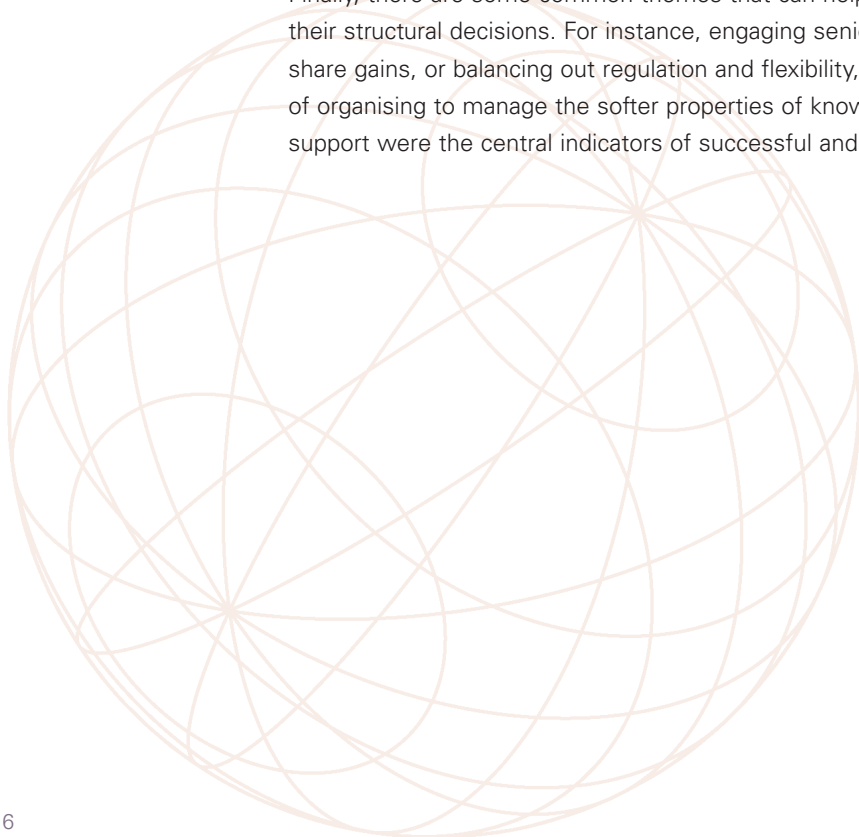 Finally, there are some common themes that can help
their structural decisions. For instance, engaging
share gains, or balancing out regulation and flexibility,
of organising to manage the softer properties of
support were the central indicators of successful and
6